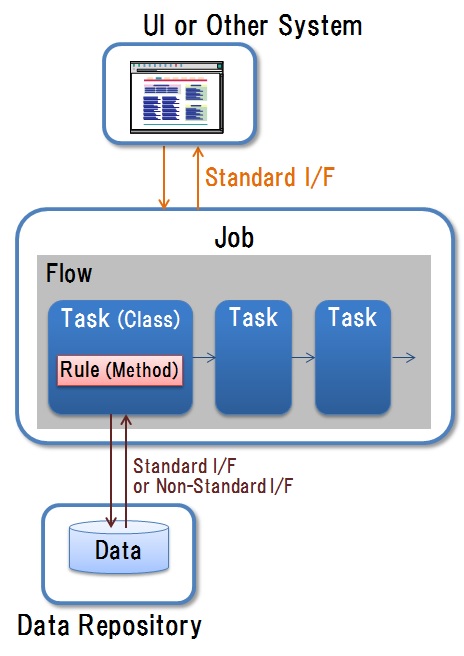 UI or Other System
Standard I/F
Job
Flow
Task (Class)
Task
Task
Rule (Method)
Standard I/F
or Non-Standard I/F
Data
Data Repository